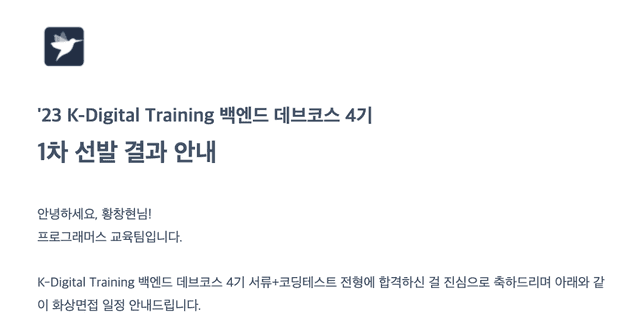 '23 K-Digital Training 백엔드 데브코스 4기
1차 선발 결과 안내
안녕하세요, 황창현님!
프로그래머스 교육팀입니다.
K-Digital Training 백엔드 데브코스 4기 서류+코딩테스트 전형에 합격하신 걸 진심으로 축하드리며 아래와 같
이 화상면접 일정 안내드립니다.